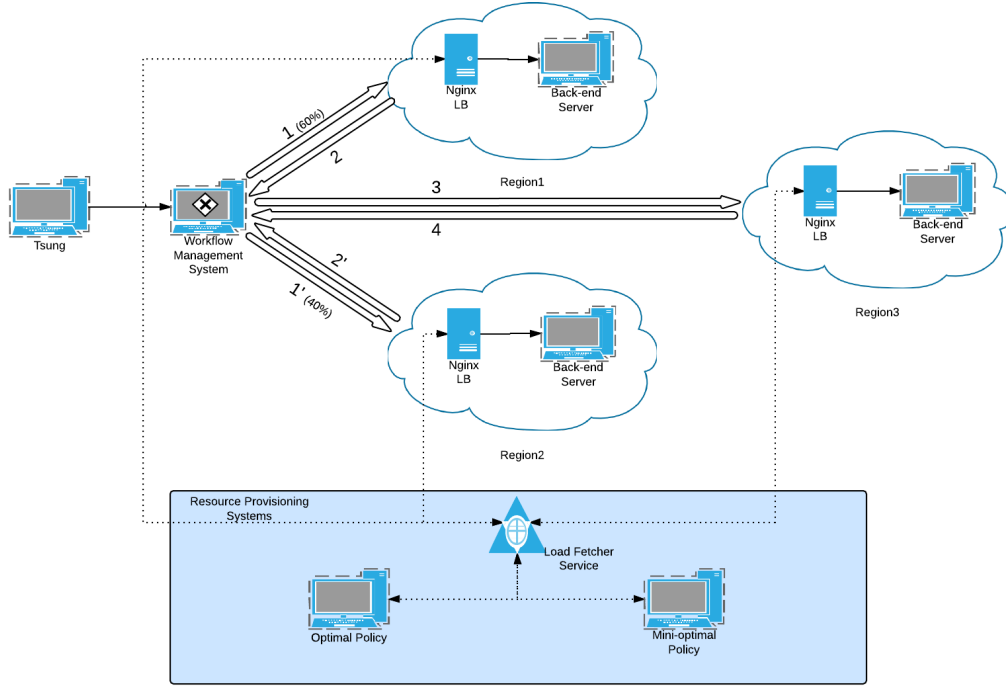 Nginx
LB
Back-end
Server
1 (60%)
2
Region1
Tsung
Workflow
Management
System
3
4
Nginx
LB
Back-end
Server
Region3
2'
1' (40%)
Nginx
LB
Back-end
Server
Region2
Resource Provisioning
Systems
Load Fetcher
Service
Optimal Policy
Mini-optimal
Policy